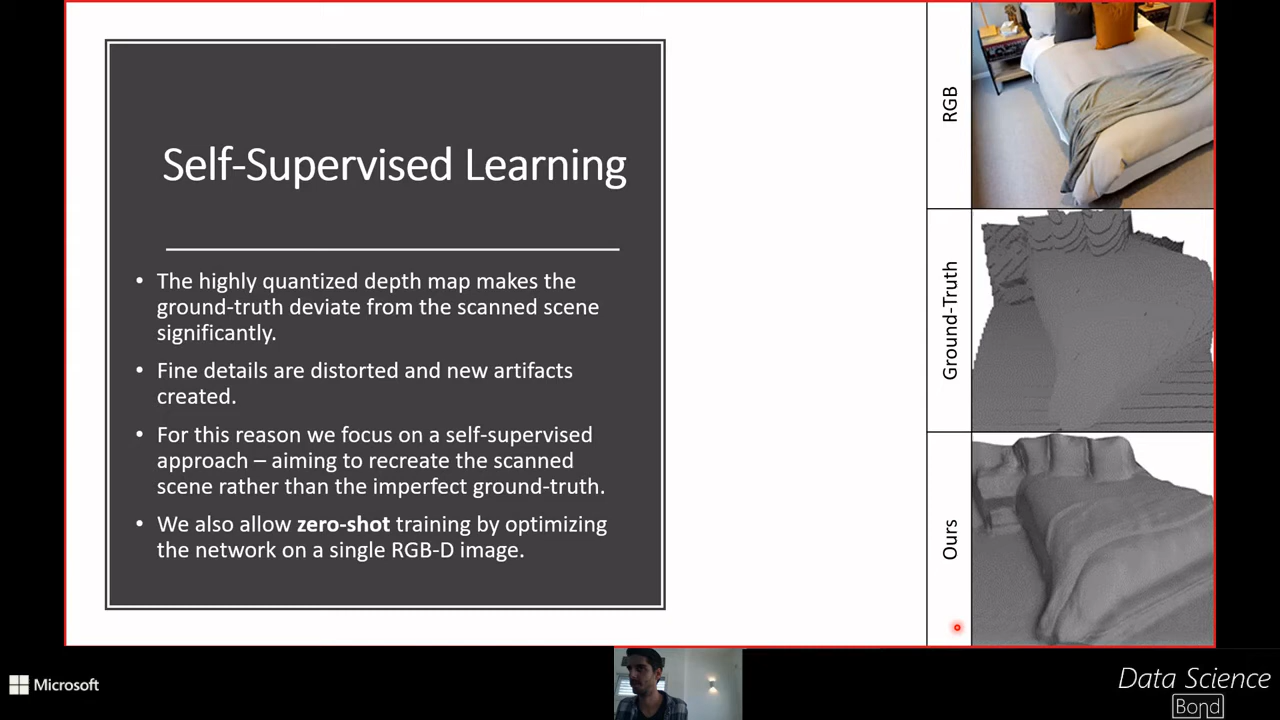 Self-Supervised Learning
• The highly quantized depth map makes the
ground-truth deviate from the scanned scene
significantly.
• Fine details are distorted and new artifacts
created.
• For this reason we focus on a self-supervised
approach – aiming to recreate the scanned
scene rather than the imperfect ground-truth.
• We also allow zero-shot training by optimizing
the network on a single RGB-D image.
RGB
Ground-Truth
Ours
Microsoft
Data Science
Bond